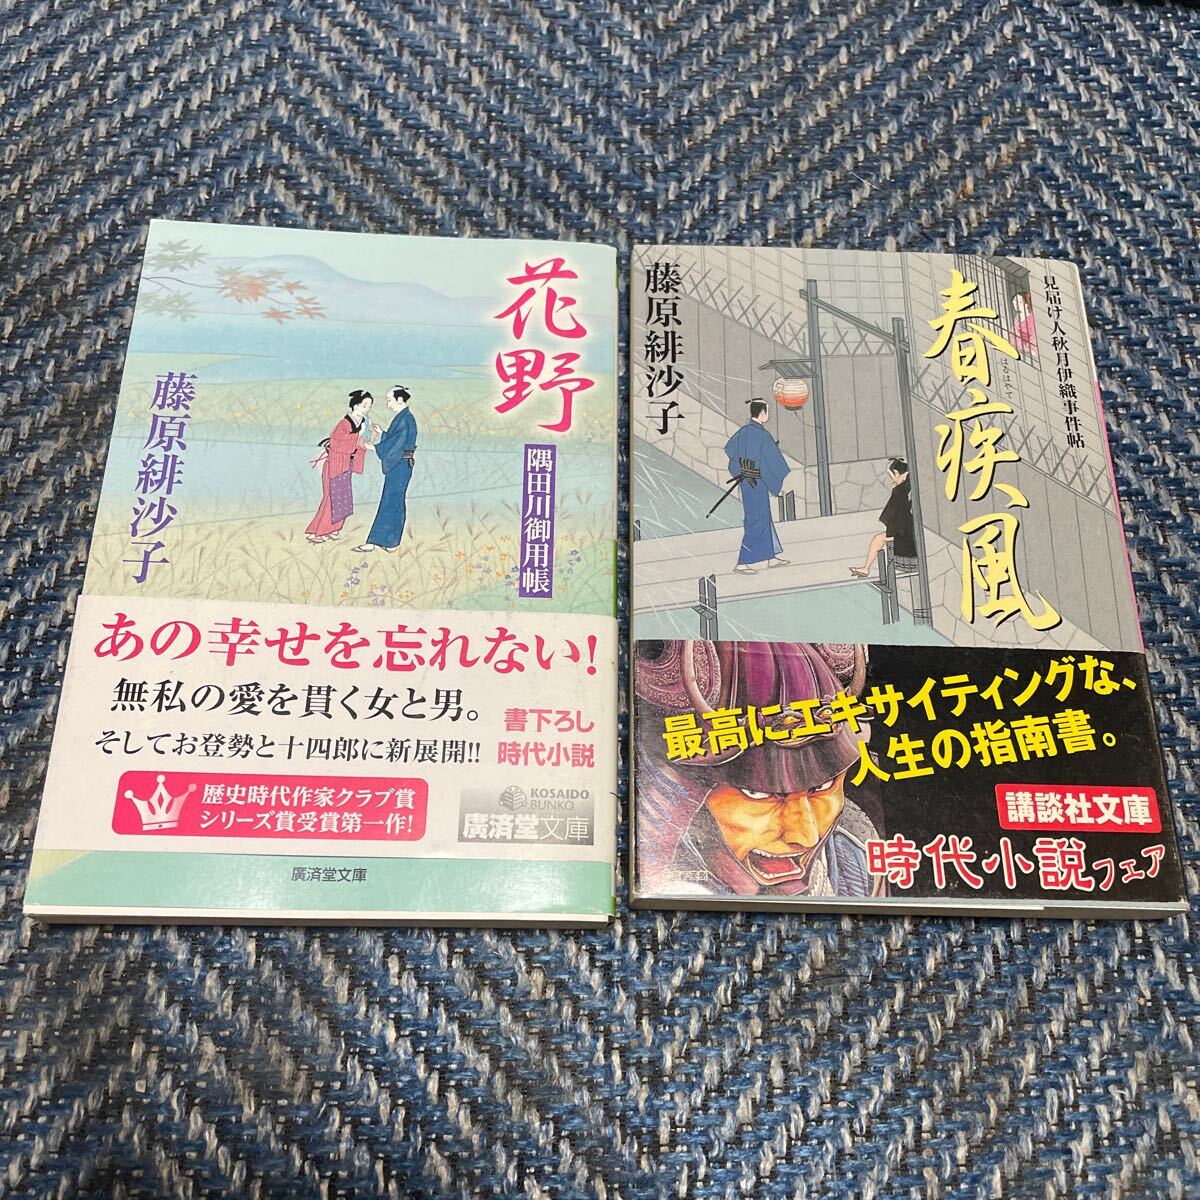 花野
隅田川御用帳
藤原緋沙子
あの幸せを忘れない!
無私の愛を貫く女と男。
そしてお登勢と十四郎に新展開!!
書下ろし
時代小説
歴史時代作家クラブ賞
シリーズ賞受賞第一作!
KOSAIDO
BUNKO
廣済堂文庫
廣済堂文庫
見届け人秋月伊織事件帖
春疾風
はるはやて
藤原緋沙子
最高にエキサイティングな、
人生の指南書。
講談社文庫
時代小説フェア